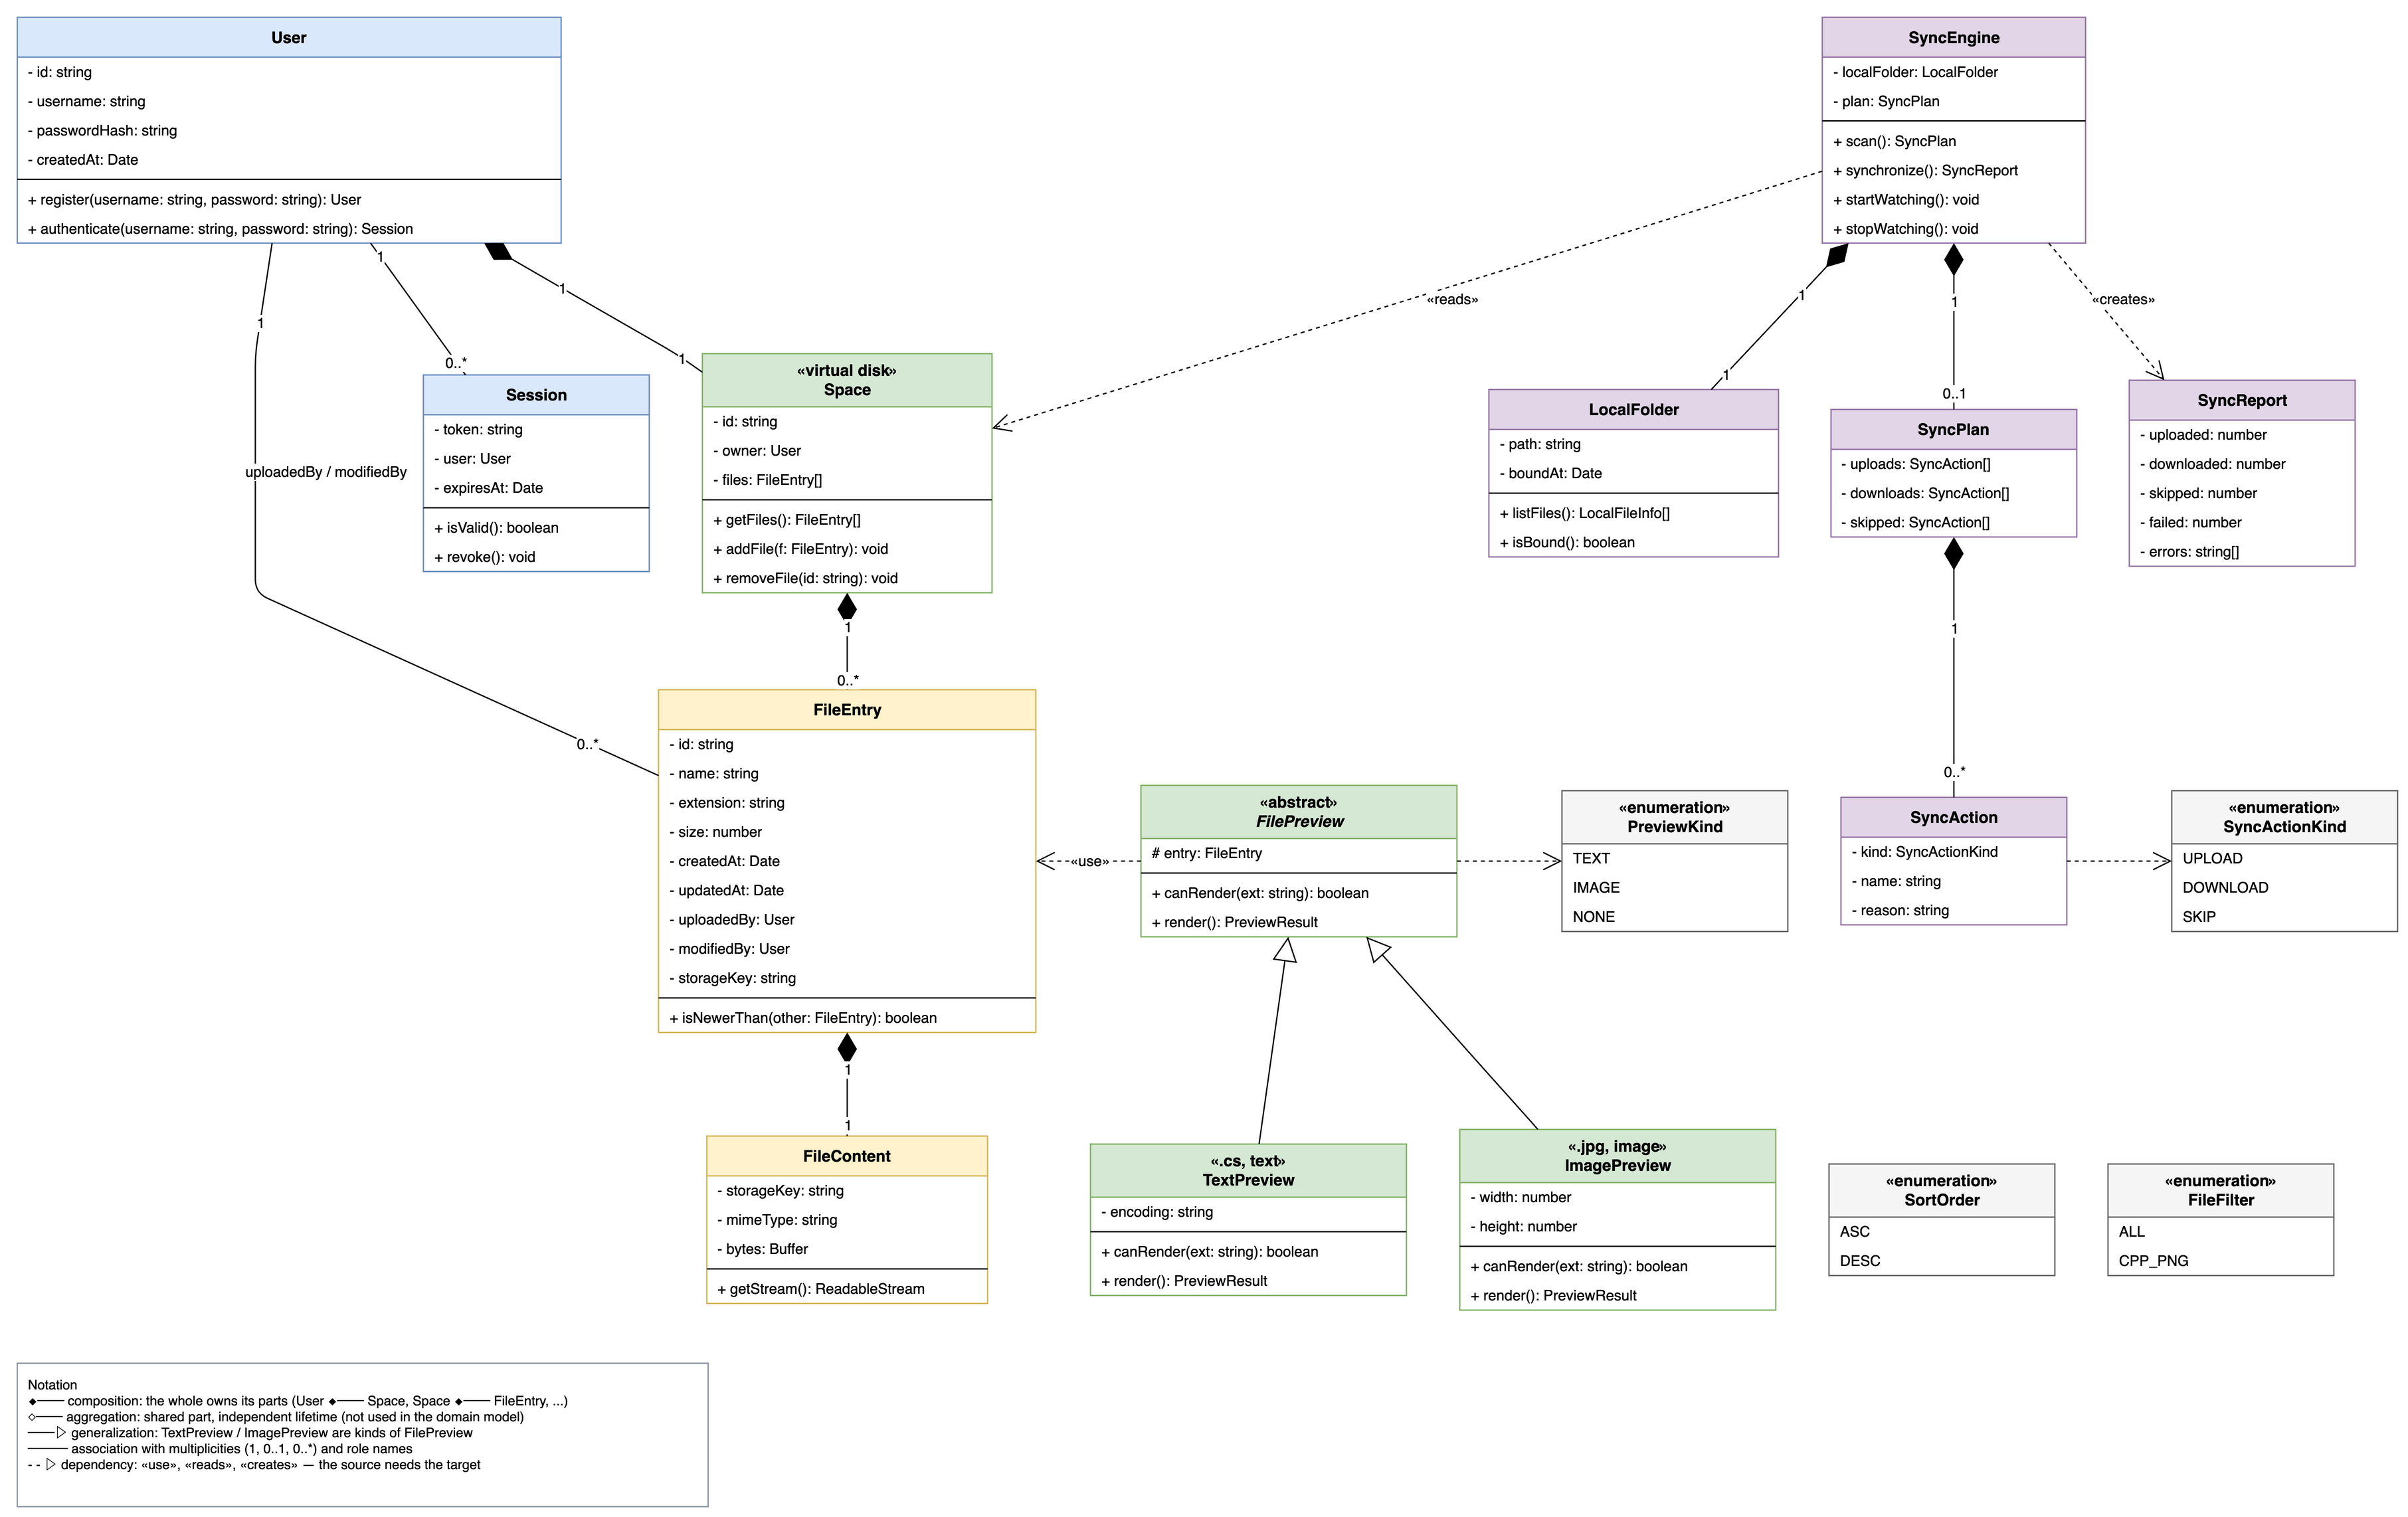 User
- id: string
- username: string
- passwordHash: string
- createdAt: Date
+ register(username: string, password: string): User
+ authenticate(username: string, password: string): Session
SyncEngine
- localFolder: LocalFolder
- plan: SyncPlan
+ scan(): SyncPlan
+ synchronize(): SyncReport
+ startWatching(): void
+ stopWatching(): void
1
1
1
1
0..*
uploadedBy / modifiedBy
0..*
«reads»
1
1
1
0..1
«creates»
Session
- token: string
- user: User
- expiresAt: Date
+ isValid(): boolean
+ revoke(): void
«virtual disk»
Space
- id: string
- owner: User
- files: FileEntry[]
+ getFiles(): FileEntry[]
+ addFile(f: FileEntry): void
+ removeFile(id: string): void
LocalFolder
- path: string
- boundAt: Date
+ listFiles(): LocalFileInfo[]
+ isBound(): boolean
SyncPlan
- uploads: SyncAction[]
- downloads: SyncAction[]
- skipped: SyncAction[]
SyncReport
- uploaded: number
- downloaded: number
- skipped: number
- failed: number
- errors: string[]
1
0..*
1
0..*
FileEntry
- id: string
- name: string
- extension: string
- size: number
- createdAt: Date
- updatedAt: Date
- uploadedBy: User
- modifiedBy: User
- storageKey: string
+ isNewerThan(other: FileEntry): boolean
«use»
«abstract»
FilePreview
# entry: FileEntry
+ canRender(ext: string): boolean
+ render(): PreviewResult
«enumeration»
PreviewKind
TEXT
IMAGE
NONE
SyncAction
- kind: SyncActionKind
- name: string
- reason: string
«enumeration»
SyncActionKind
UPLOAD
DOWNLOAD
SKIP
1
1
FileContent
- storageKey: string
- mimeType: string
- bytes: Buffer
+ getStream(): ReadableStream
«.cs, text»
TextPreview
- encoding: string
+ canRender(ext: string): boolean
+ render(): PreviewResult
«.jpg, image»
ImagePreview
- width: number
- height: number
+ canRender(ext: string): boolean
+ render(): PreviewResult
«enumeration»
SortOrder
ASC
DESC
«enumeration»
FileFilter
ALL
CPP_PNG
Notation
◆—— composition: the whole owns its parts (User ◆—— Space, Space ◆—— FileEntry, ...)
◇—— aggregation: shared part, independent lifetime (not used in the domain model)
——▷ generalization: TextPreview / ImagePreview are kinds of FilePreview
——— association with multiplicities (1, 0..1, 0..*) and role names
- - ▷ dependency: «use», «reads», «creates» — the source needs the target